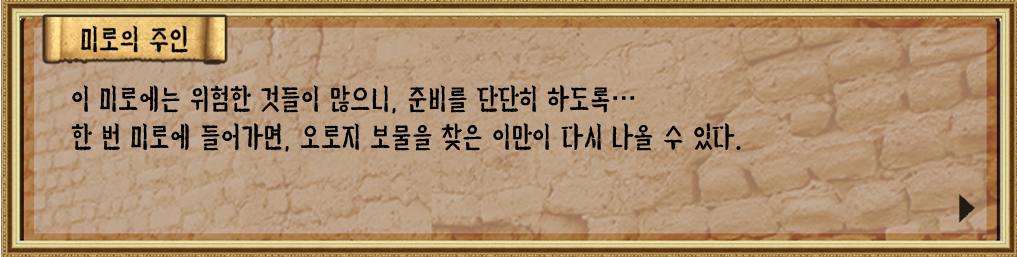 미로의 주인
이 미로에는 위험한 것들이 많으니, 준비를 단단히 하도록…
한 번 미로에 들어가면, 오로지 보물을 찾은 이만이 다시 나올 수 있다.